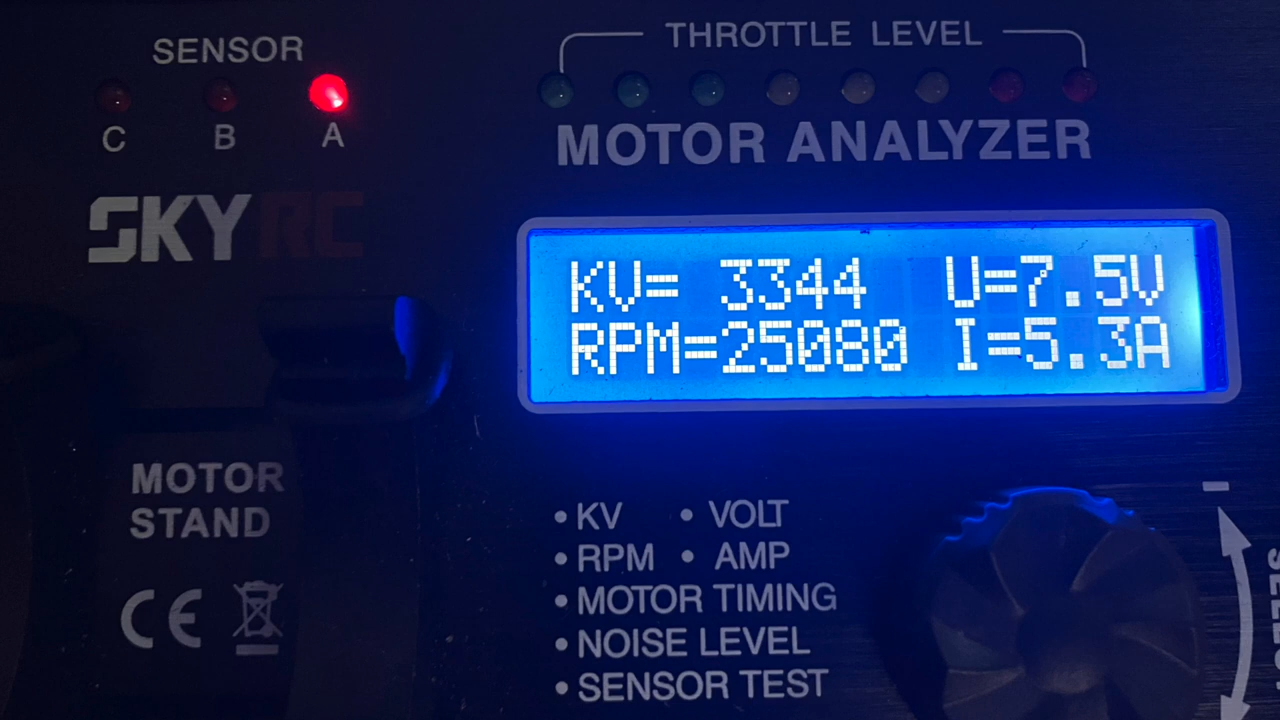 SENSOR
C B A
SKYRC
THROTTLE LEVEL
MOTOR ANALYZER
KV= 3344 U=7.5V
RPM=25080 I=5.3A
MOTOR
STAND
CE
• KV • VOLT
• RPM • AMP
• MOTOR TIMING
• NOISE LEVEL
• SENSOR TEST